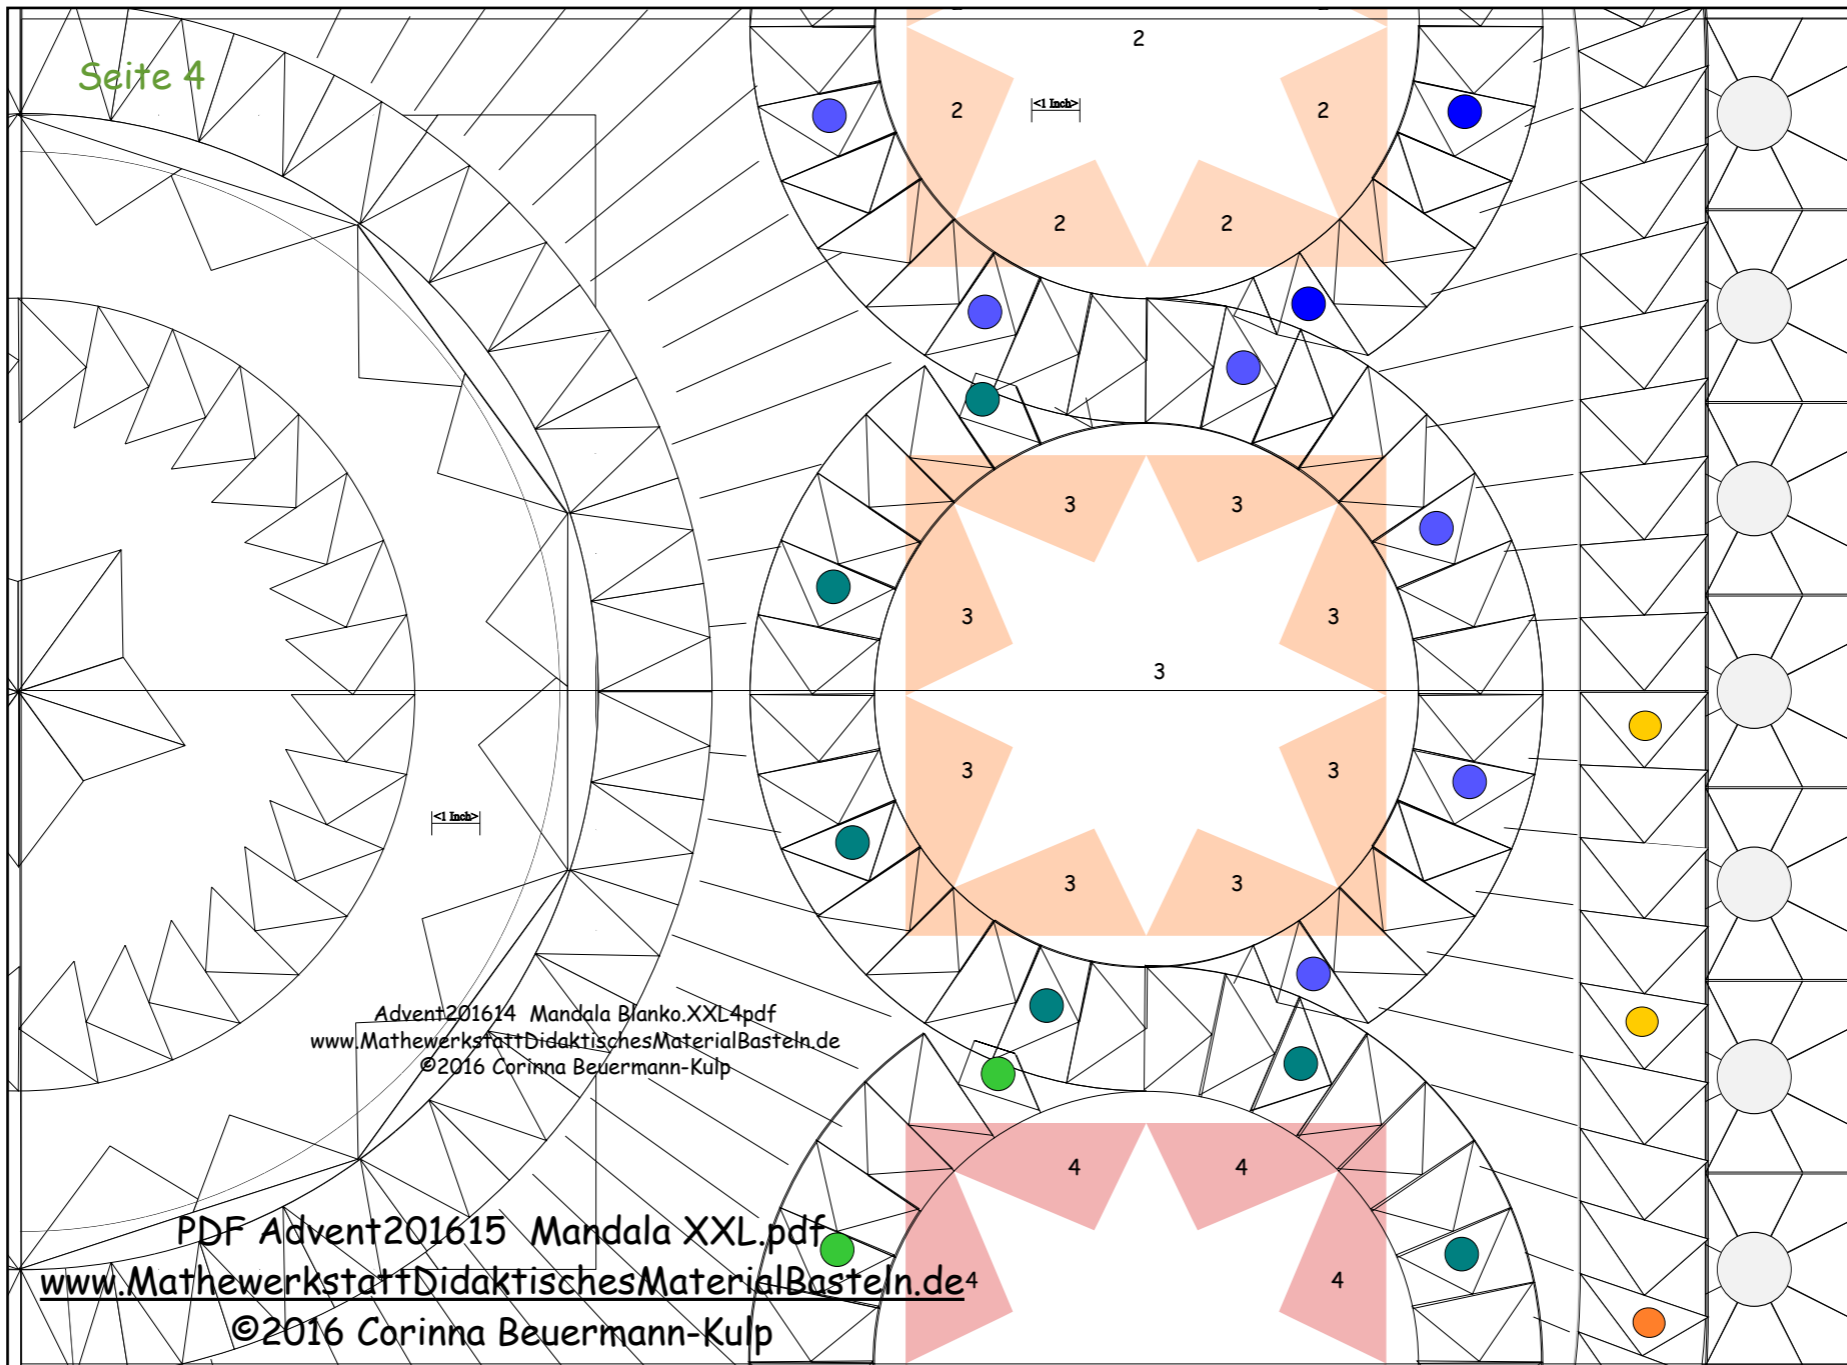 Seite 4
2
<1 Inch>
2
2
2
2
3
3
3
3
3
3
3
<1 Inch>
3
3
Advent201614 Mandala Blanko.XXL4pdf
www.MathewerkstattDidaktischesMaterialBasteln.de
©2016 Corinna Beuermann-Kulp
4
4
PDF Advent201615 Mandala XXL.pdf
www.MathewerkstattDidaktischesMaterialBasteln.de
4
4
©2016 Corinna Beuermann-Kulp